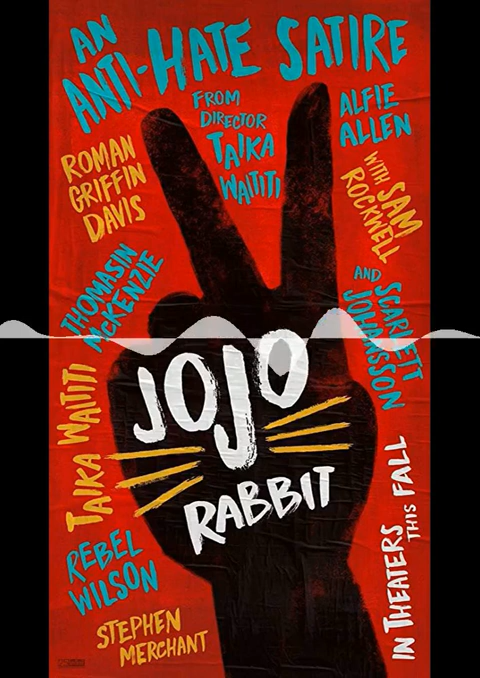 AN
ANTI-HATE SATIRE
FROM
DIRECTOR
TAIKA
WAITITI
ALFIE
ALLEN
ROMAN
GRIFFIN
DAVIS
WITH SAM
ROCKWELL
THOMASIN
MCKENZIE
AND SCARLETT
JOHANSSON
JOJO
RABBIT
TAIKA WAITITI
REBEL
WILSON
STEPHEN
MERCHANT
IN THEATERS
THIS FALL